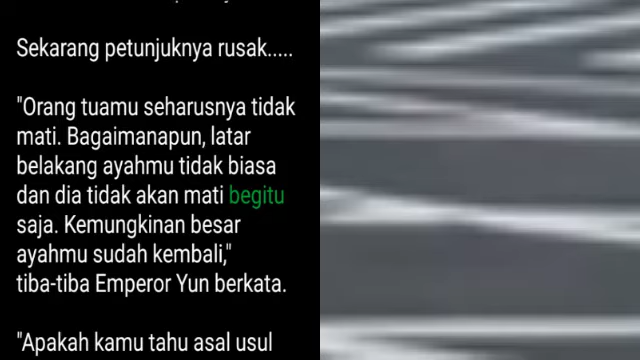 Sekarang petunjuknya rusak.....
"Orang tuamu seharusnya tidak
mati. Bagaimanapun, latar
belakang ayahmu tidak biasa
dan dia tidak akan mati begitu
saja. Kemungkinan besar
ayahmu sudah kembali,"
tiba-tiba Emperor Yun berkata.
"Apakah kamu tahu asal usul